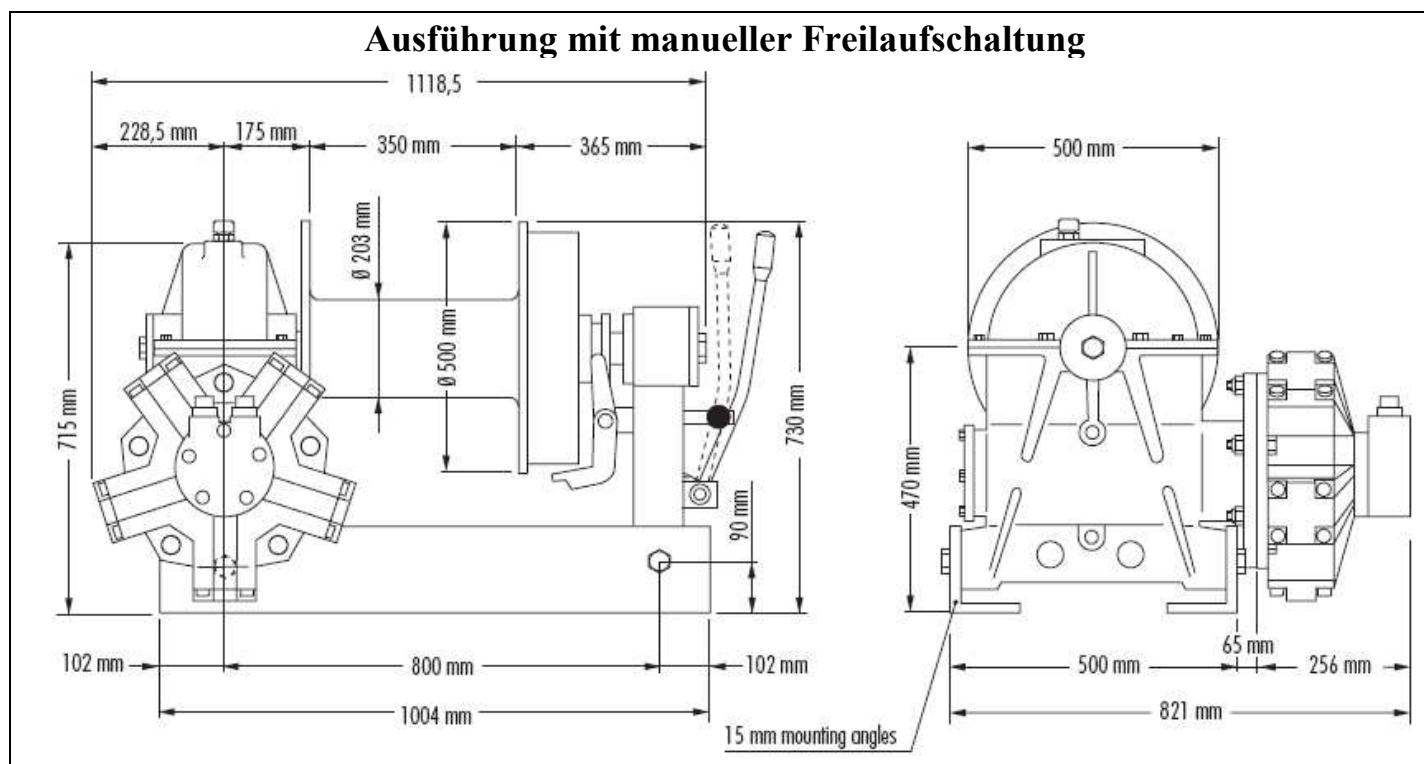 Ausführung mit manueller Freilaufschaltung
1118,5
228,5 mm
175 mm
350 mm
365 mm
500 mm
Ø 203 mm
Ø 500 mm
715 mm
730 mm
90 mm
470 mm
102 mm
800 mm
102 mm
1004 mm
65 mm
500 mm
256 mm
821 mm
15 mm mounting angles